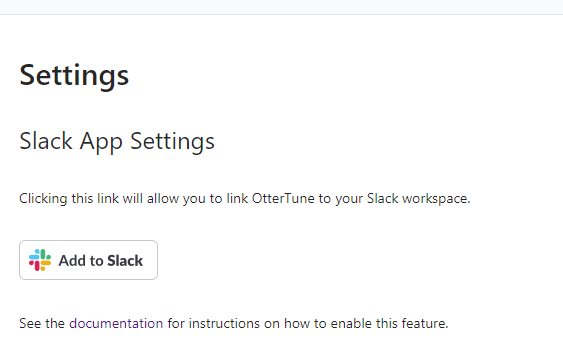 Settings
Slack App Settings
Clicking this link will allow you to link OtterTune to your Slack workspace.
Add to Slack
See the documentation for instructions on how to enable this feature.